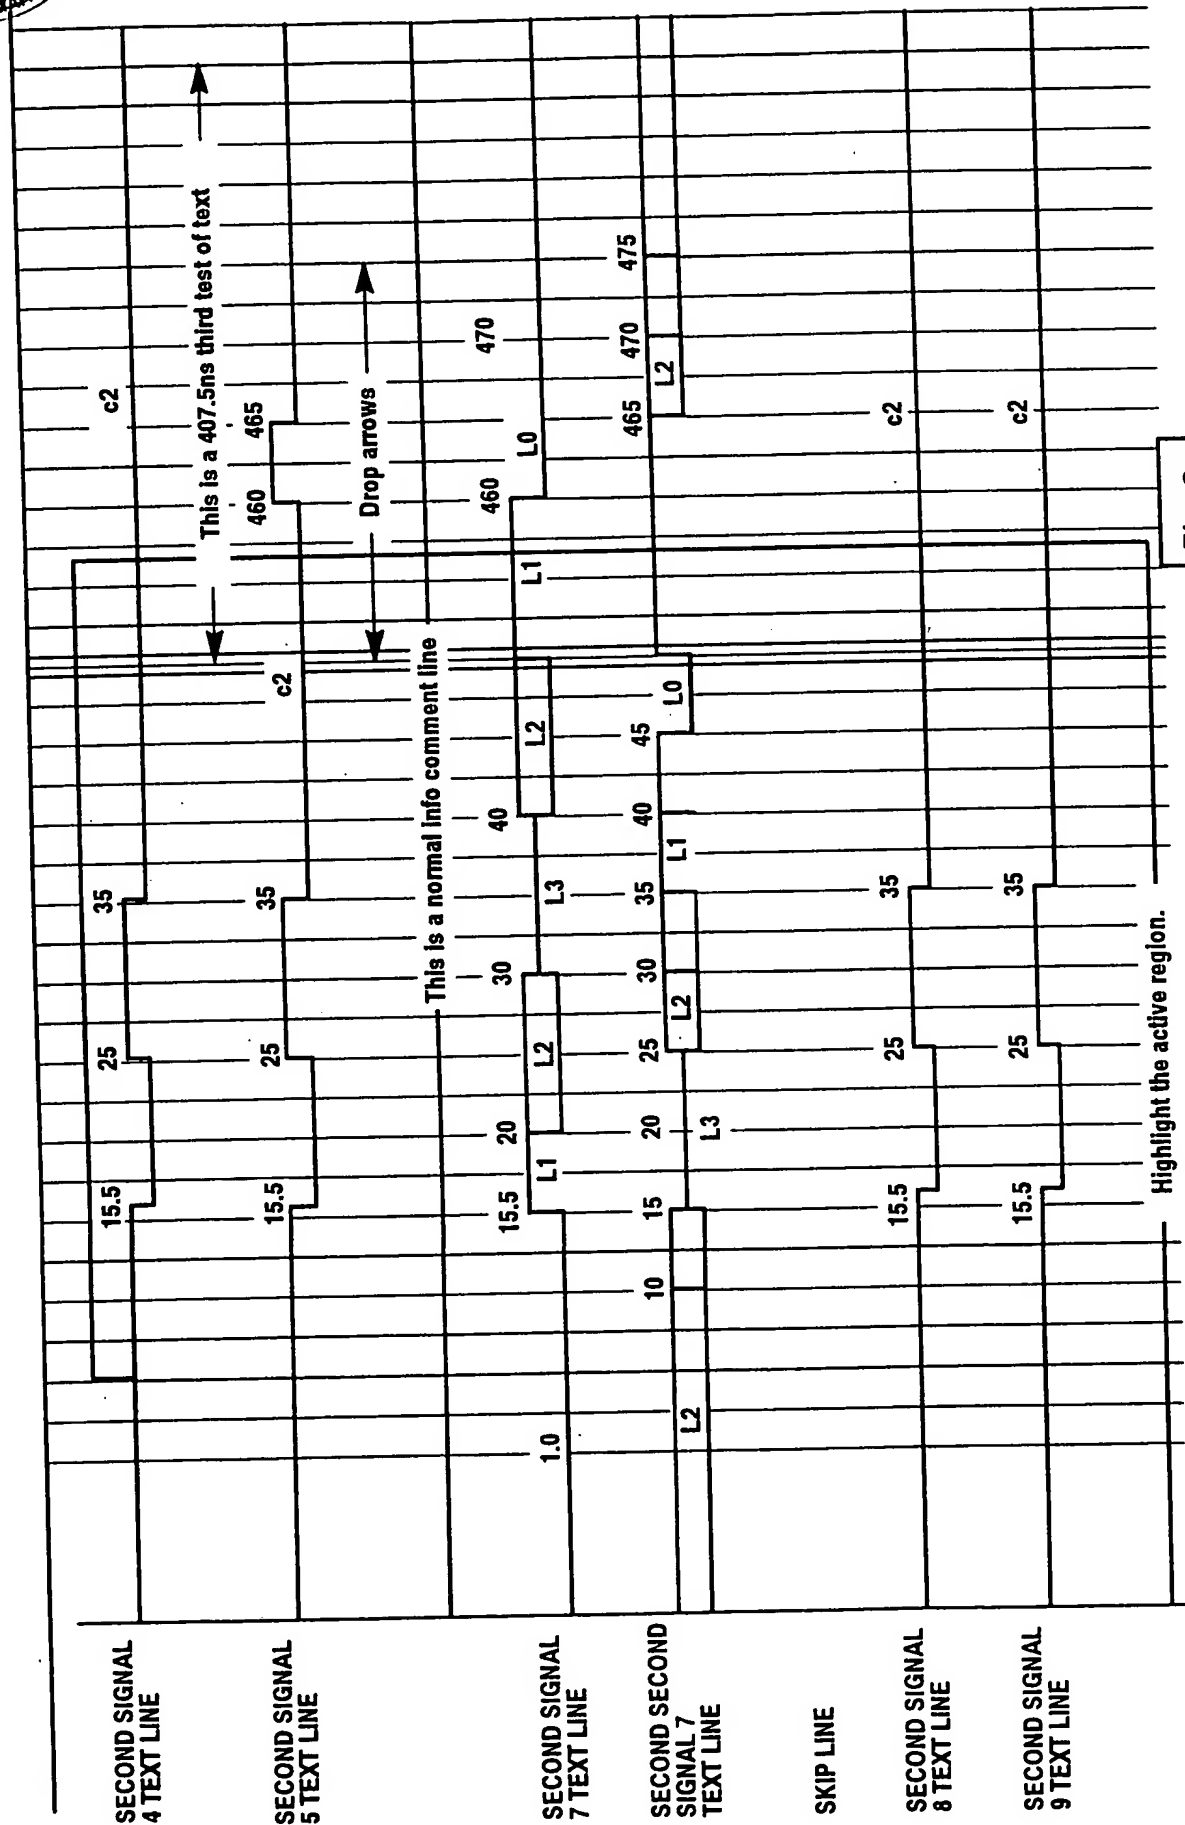 SECOND SIGNAL
4 TEXT LINE
15.5 25 35 c2
This is a 407.5ns third test of text
SECOND SIGNAL
5 TEXT LINE
15.5 25 35 c2 460 465
Drop arrows
This is a normal info comment line
SECOND SIGNAL
7 TEXT LINE
1.0 15.5 20 30 40 460 470
L1 L2 L3 L2 L1 L0
SECOND SECOND
SIGNAL 7
TEXT LINE
10 15 20 25 30 35 40 45 465 470 475
L2 L3 L2 L1 L0 L2
SKIP LINE
SECOND SIGNAL
8 TEXT LINE
15.5 25 35 c2
SECOND SIGNAL
9 TEXT LINE
15.5 25 35 c2
Highlight the active region.